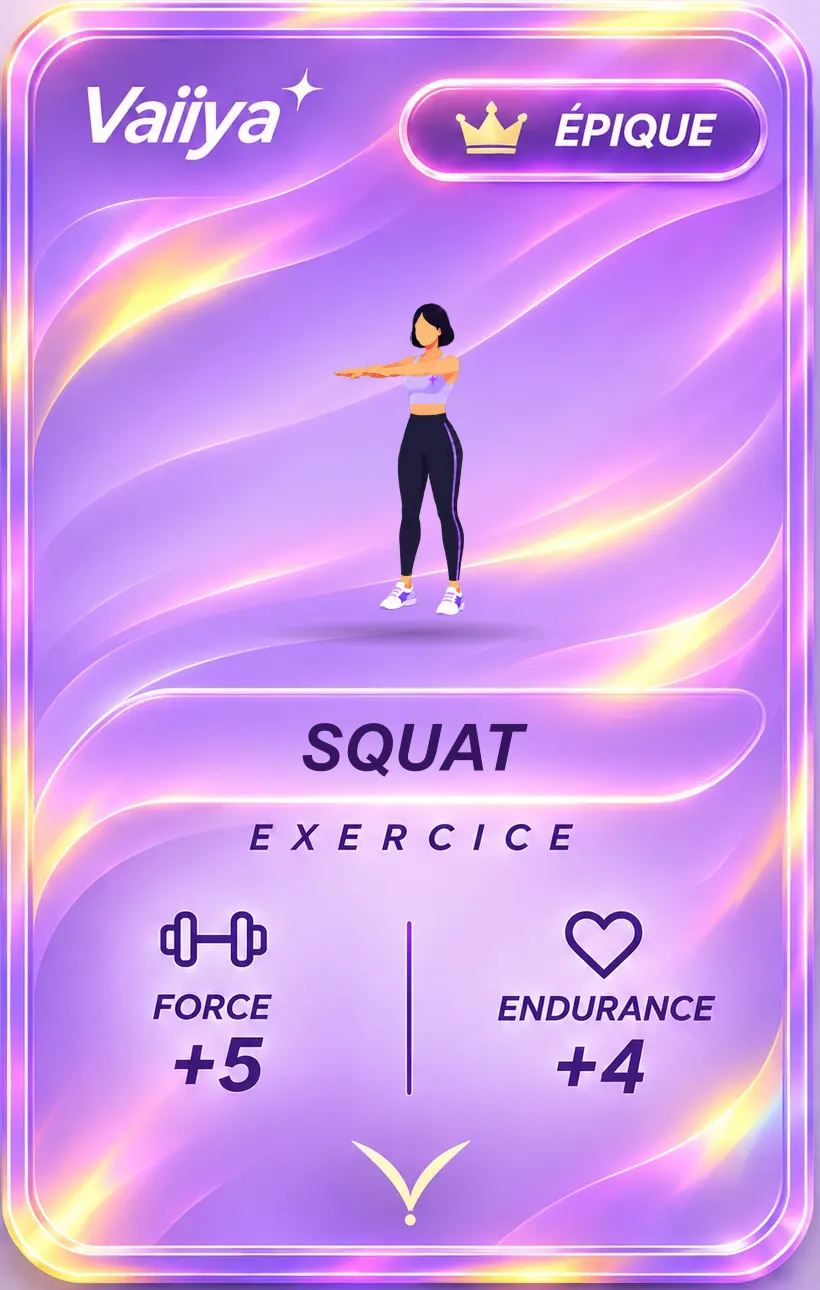 Vaiiya
ÉPIQUE
SQUAT
EXERCICE
FORCE
+5
ENDURANCE
+4